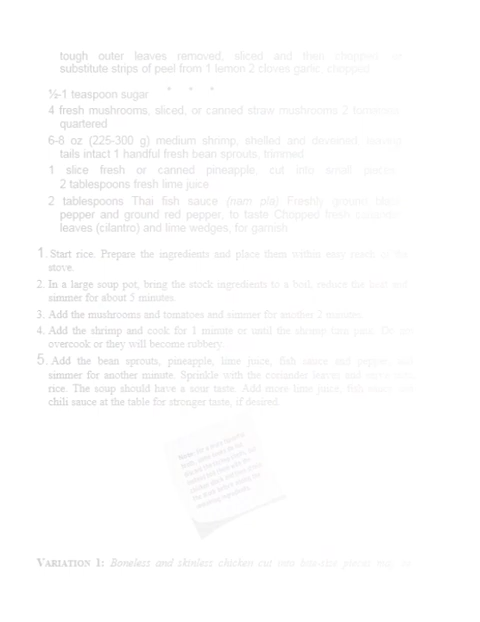 tough outer leaves removed, sliced and then chopped or
substitute strips of peel from 1 lemon 2 cloves garlic, chopped
* * *
½-1 teaspoon sugar
4 fresh mushrooms, sliced, or canned straw mushrooms 2 tomatoes,
quartered
6-8 oz (225-300 g) medium shrimp, shelled and deveined, leaving
tails intact 1 handful fresh bean sprouts, trimmed
1 slice fresh or canned pineapple, cut into small pieces
2 tablespoons fresh lime juice
2 tablespoons Thai fish sauce (nam pla) Freshly ground black
pepper and ground red pepper, to taste Chopped fresh coriander
leaves (cilantro) and lime wedges, for garnish
1. Start rice. Prepare the ingredients and place them within easy reach of the
stove.
2. In a large soup pot, bring the stock ingredients to a boil, reduce the heat and
simmer for about 5 minutes.
3. Add the mushrooms and tomatoes and simmer for another 2 minutes.
4. Add the shrimp and cook for 1 minute or until the shrimp turn pink. Do not
overcook or they will become rubbery.
5. Add the bean sprouts, pineapple, lime juice, fish sauce and pepper and
simmer for another minute. Sprinkle with the coriander leaves and serve with
rice. The soup should have a sour taste. Add more lime juice, fish sauce and
chili sauce at the table for stronger taste, if desired.
Note: For a more
VARIATION 1: Boneless and skinless chicken cut into bite-size pieces may be